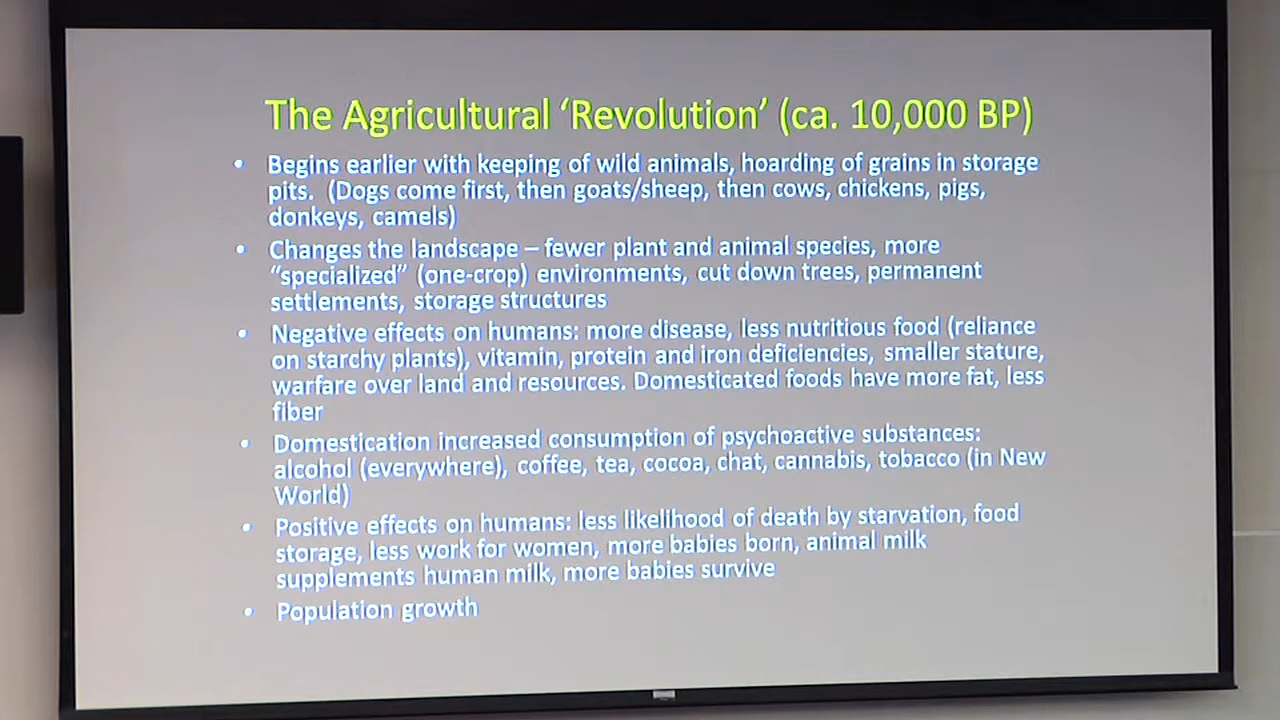 The Agricultural ‘Revolution’ (ca. 10,000 BP)
• Begins earlier with keeping of wild animals, hoarding of grains in storage
pits. (Dogs come first, then goats/sheep, then cows, chickens, pigs,
donkeys, camels)
• Changes the landscape – fewer plant and animal species, more
“specialized” (one-crop) environments, cut down trees, permanent
settlements, storage structures
• Negative effects on humans: more disease, less nutritious food (reliance
on starchy plants), vitamin, protein and iron deficiencies, smaller stature,
warfare over land and resources. Domesticated foods have more fat, less
fiber
• Domestication increased consumption of psychoactive substances:
alcohol (everywhere), coffee, tea, cocoa, chat, cannabis, tobacco (in New
World)
• Positive effects on humans: less likelihood of death by starvation, food
storage, less work for women, more babies born, animal milk
supplements human milk, more babies survive
• Population growth